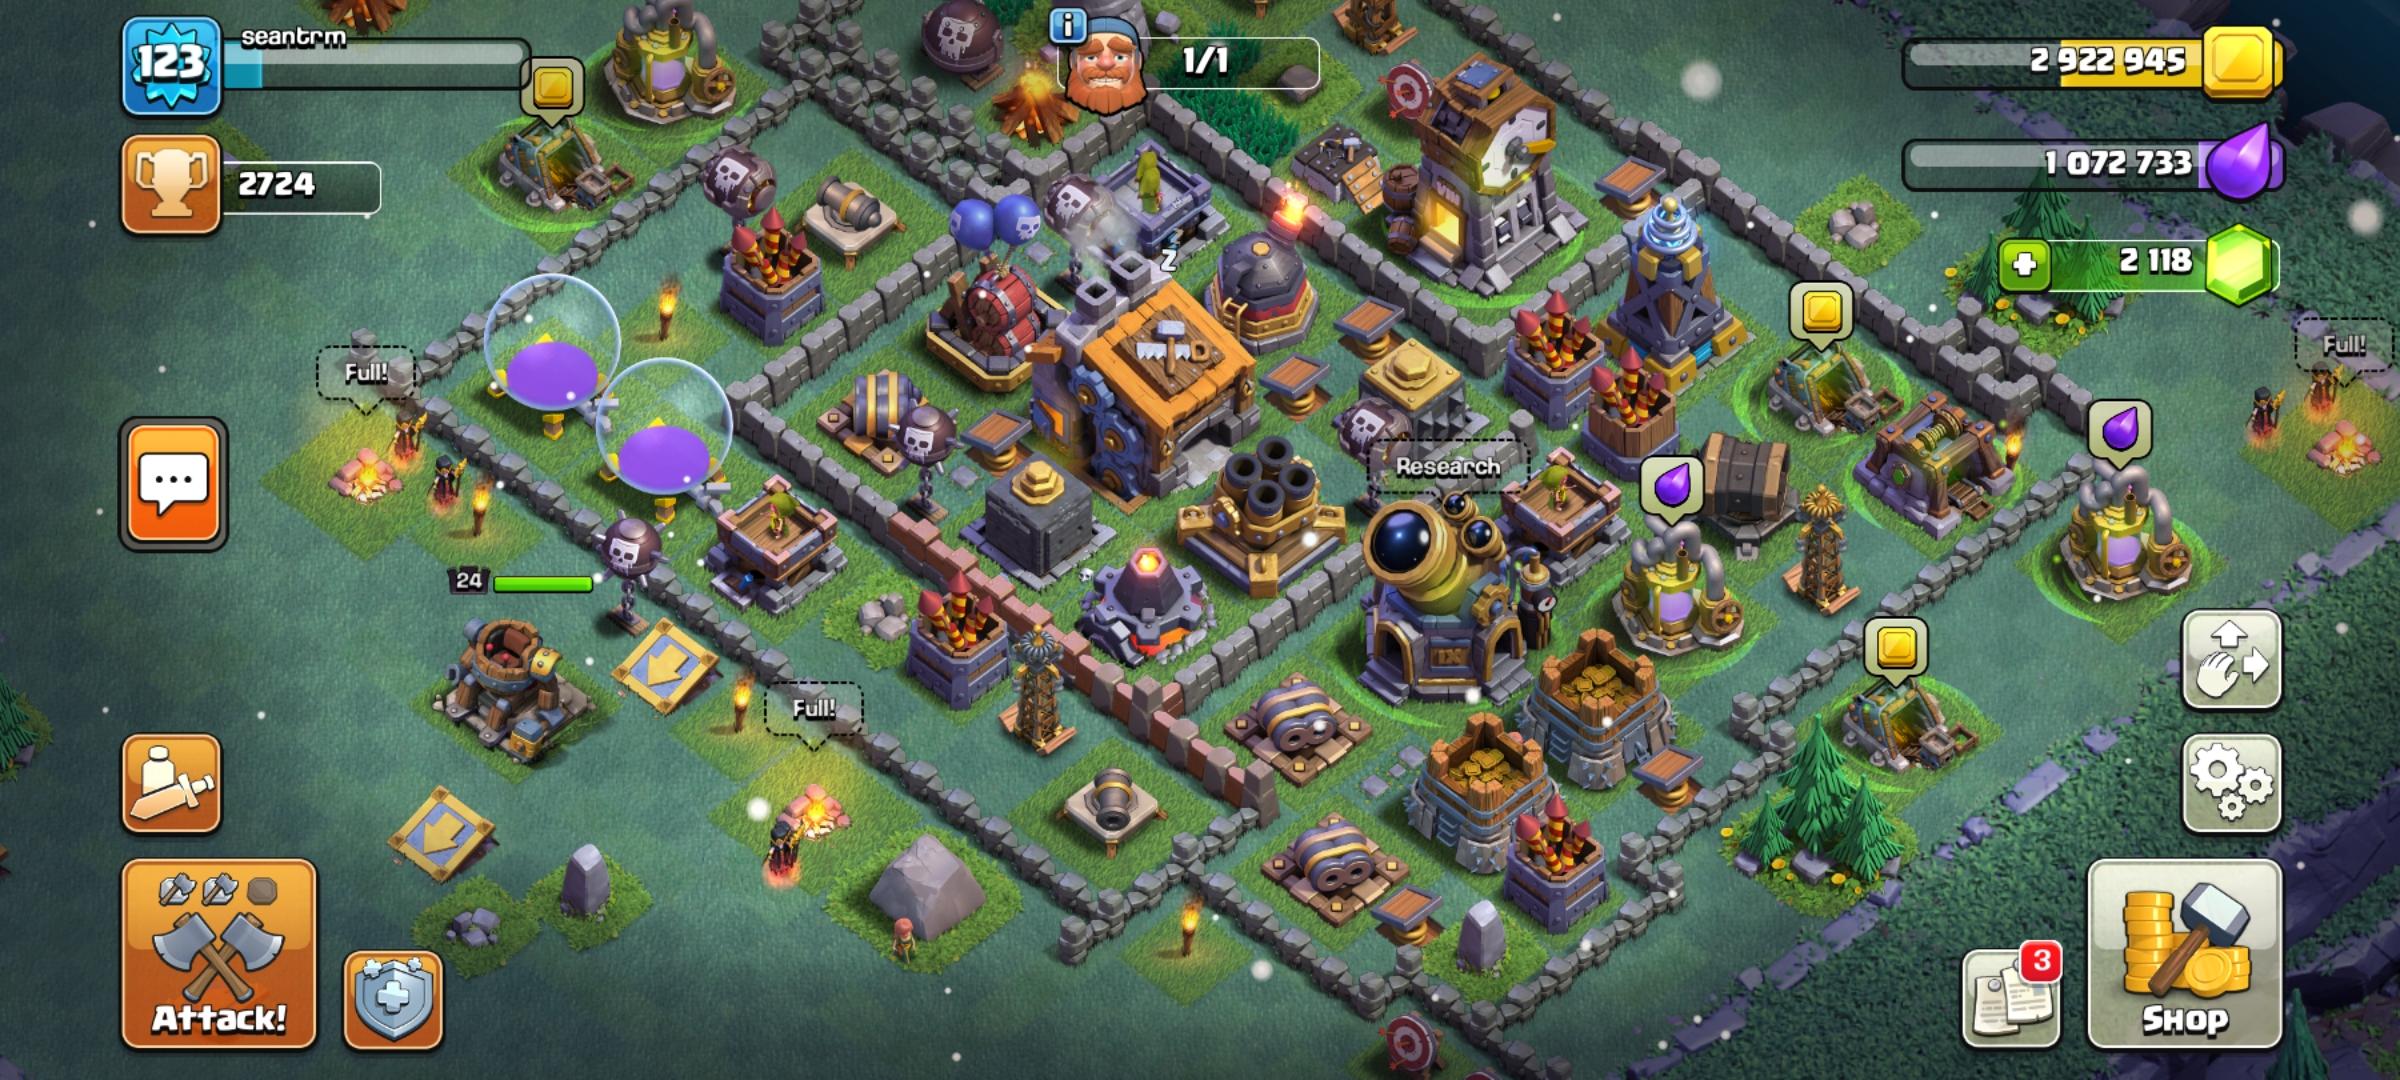 123
seantrm
i
1/1
2 922 945
2724
1 072 733
2 118
Z
Full!
Full!
Research
24
IX
Full!
3
Attack!
Shop